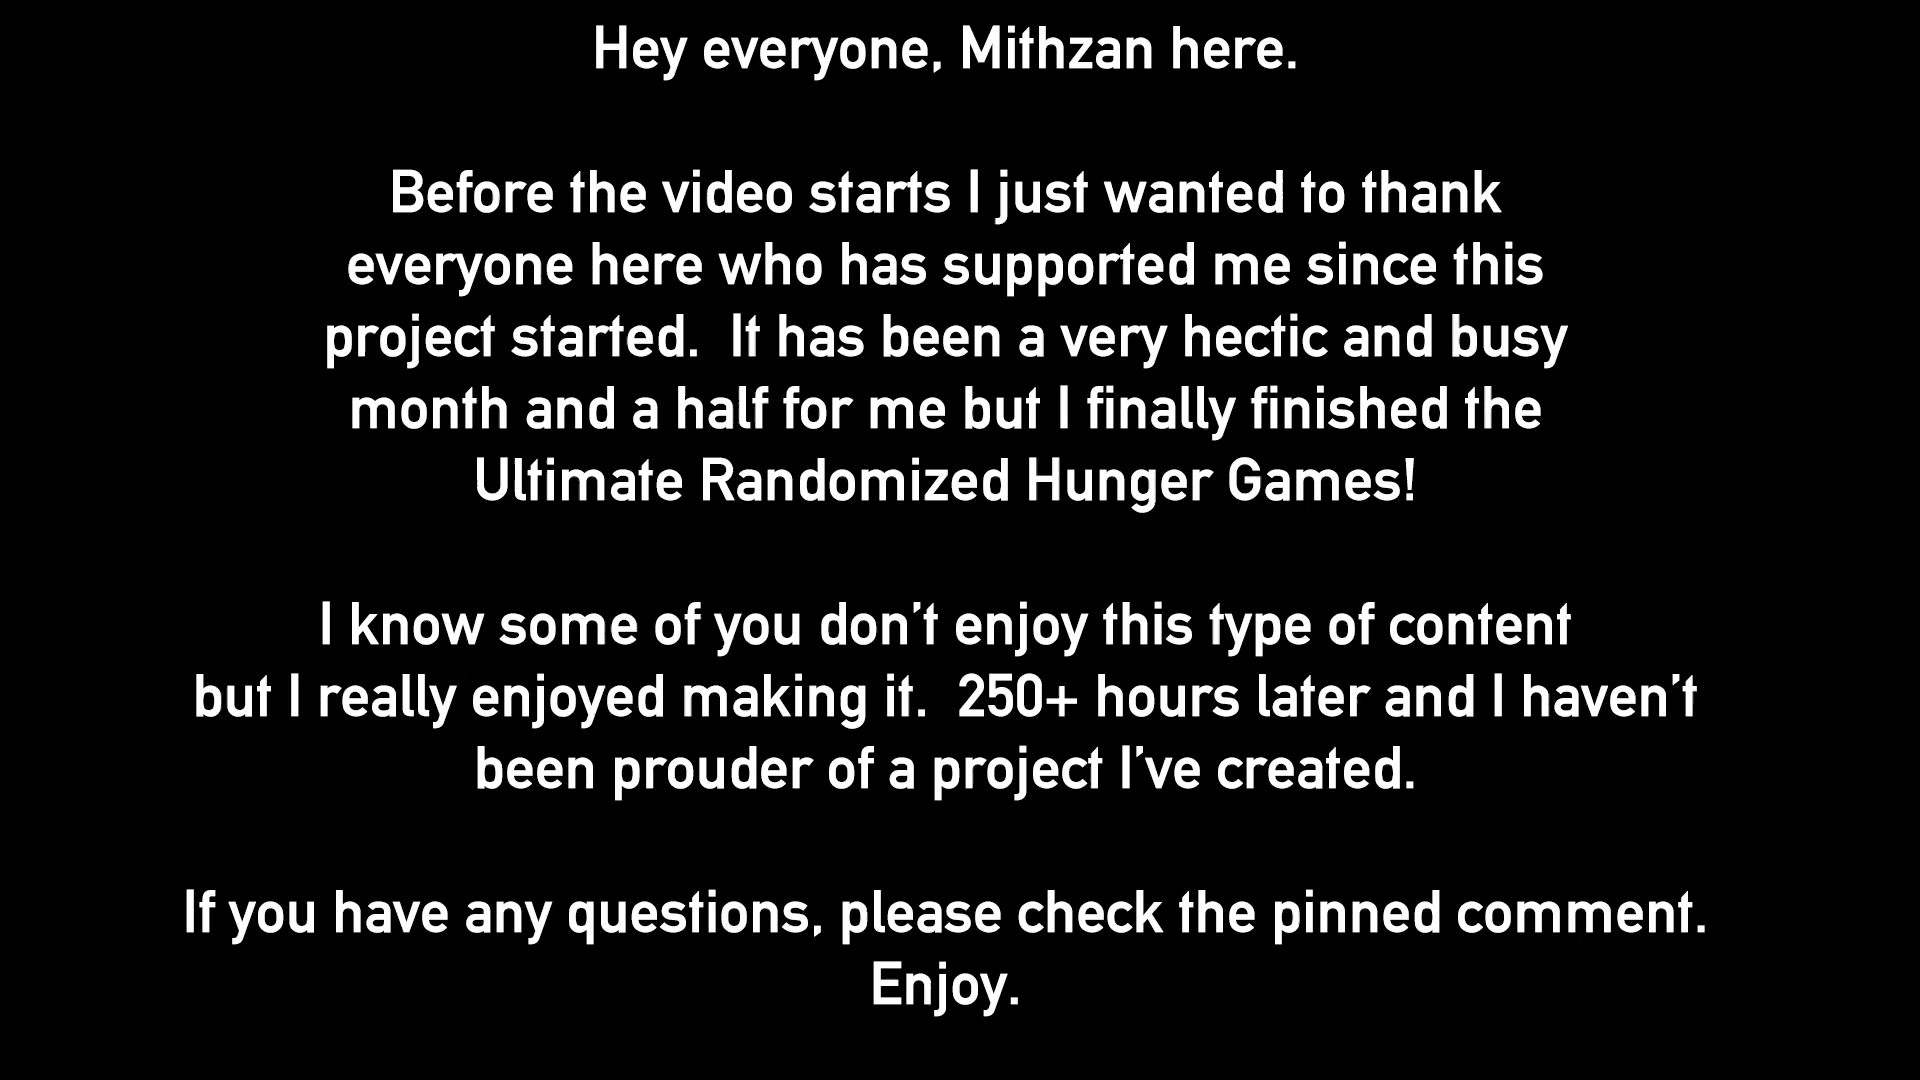 Hey everyone, Mithzan here.
Before the video starts I just wanted to thank
everyone here who has supported me since this
project started.  It has been a very hectic and busy
month and a half for me but I finally finished the
Ultimate Randomized Hunger Games!
I know some of you don’t enjoy this type of content
but I really enjoyed making it.  250+ hours later and I haven’t
been prouder of a project I’ve created.
If you have any questions, please check the pinned comment.
Enjoy.